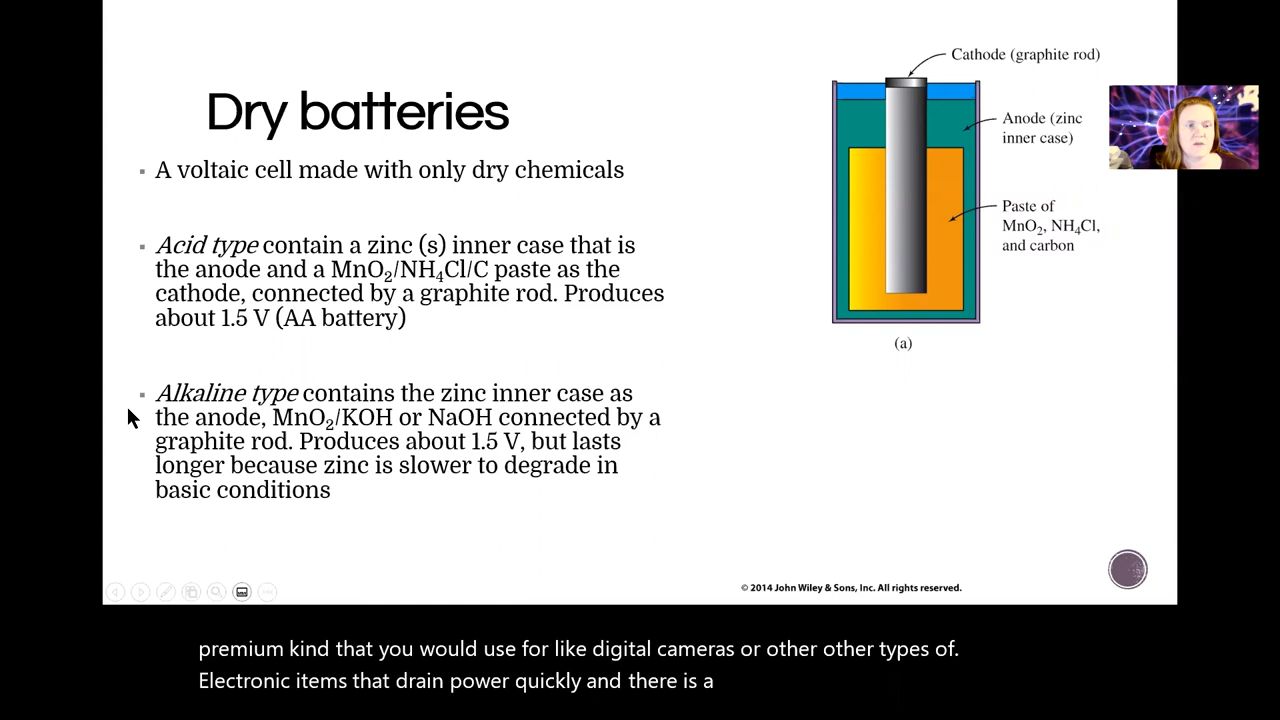 Dry batteries
A voltaic cell made with only dry chemicals
Acid type contain a zinc (s) inner case that is
the anode and a MnO₂/NH₄Cl/C paste as the
cathode, connected by a graphite rod. Produces
about 1.5 V (AA battery)
Alkaline type contains the zinc inner case as
the anode, MnO₂/KOH or NaOH connected by a
graphite rod. Produces about 1.5 V, but lasts
longer because zinc is slower to degrade in
basic conditions
Cathode (graphite rod)
Anode (zinc
inner case)
Paste of
MnO₂, NH₄Cl,
and carbon
(a)
© 2014 John Wiley & Sons, Inc. All rights reserved.
premium kind that you would use for like digital cameras or other other types of.
Electronic items that drain power quickly and there is a